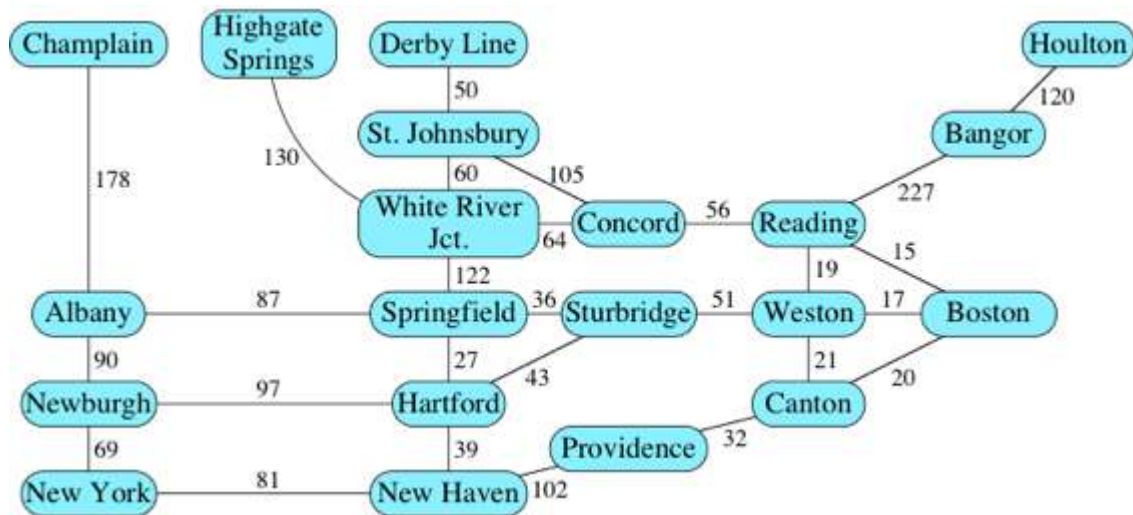 Champlain
Highgate
Springs
Derby Line
Houlton
50
120
St. Johnsbury
Bangor
130
178
60
105
227
White River
Jct.
Concord
56
Reading
64
15
122
19
Albany
87
Springfield
36
Sturbridge
51
Weston
17
Boston
90
27
43
21
20
Newburgh
97
Hartford
Canton
69
39
Providence
32
New York
81
New Haven
102